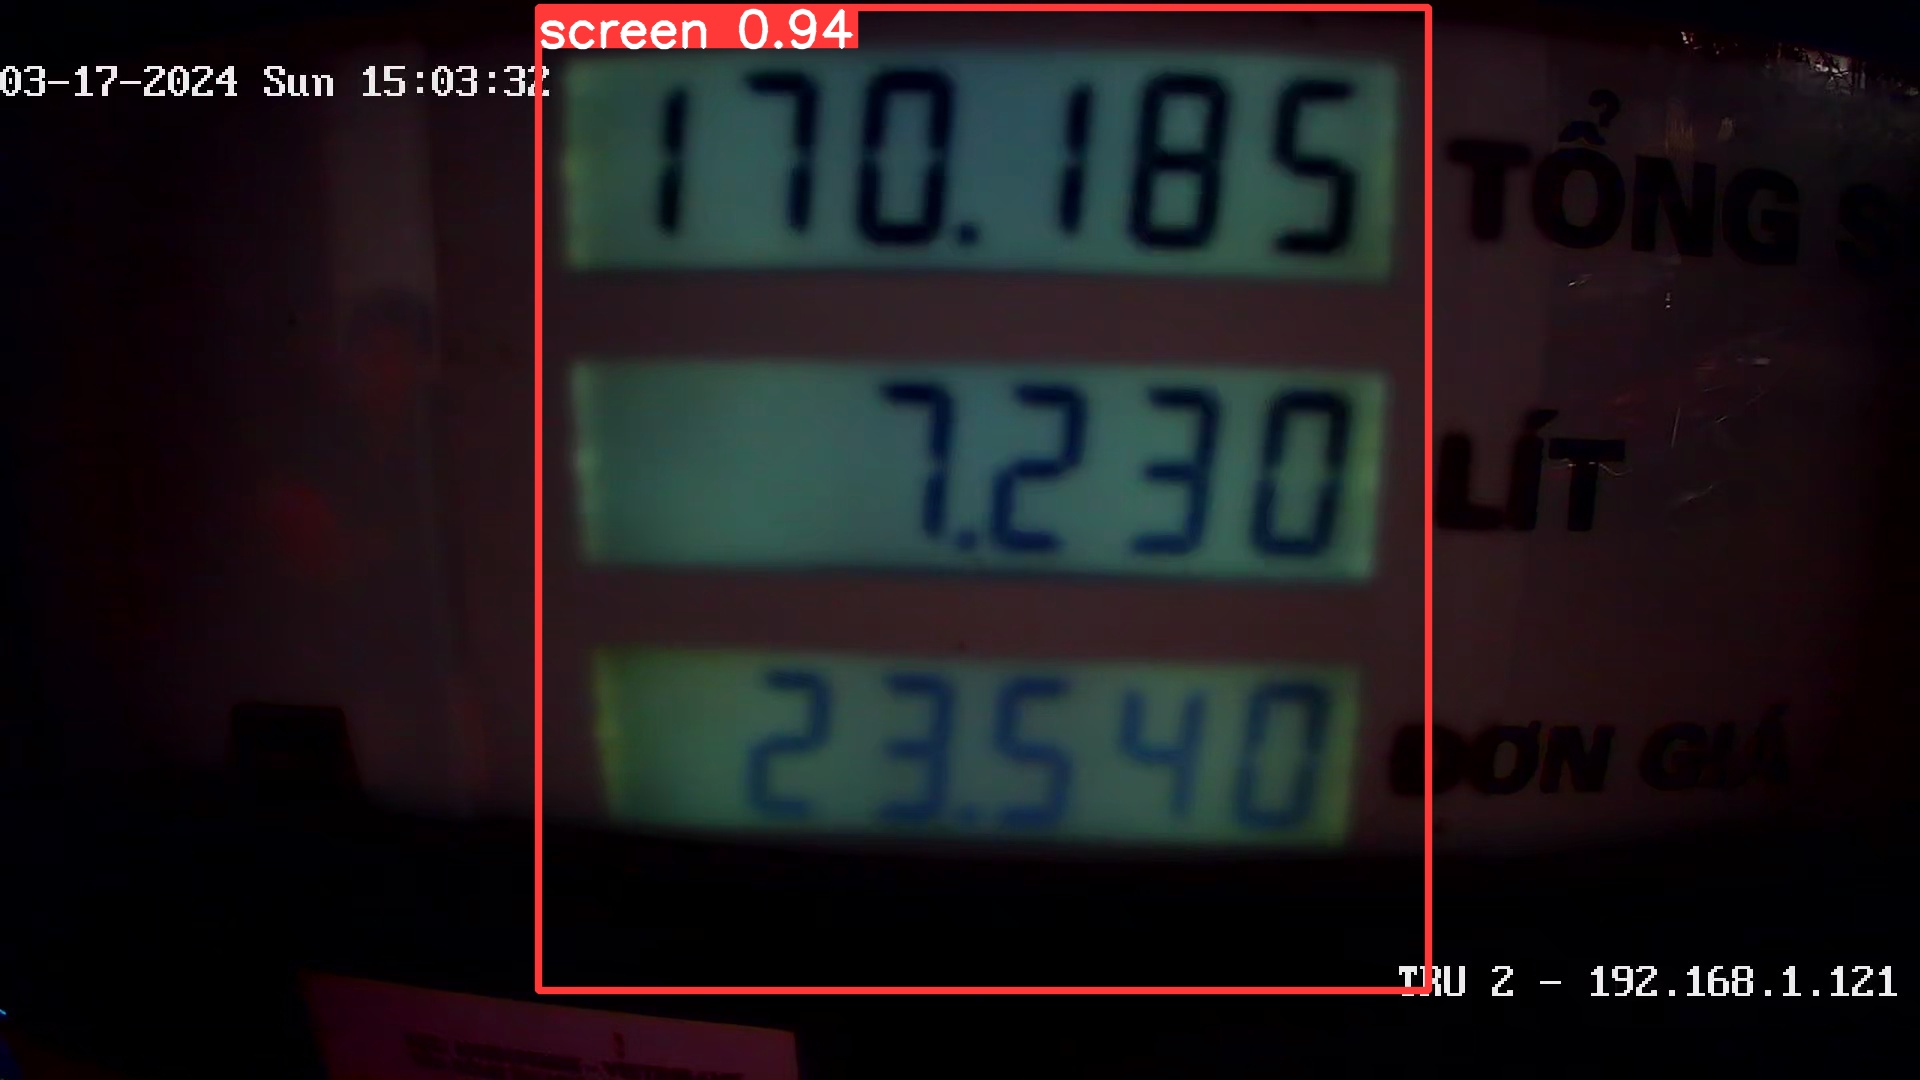 screen 0.94
03-17-2024 Sun 15:03:32
170.185
TỔNG S
7.230
LÍT
23.540
ĐƠN GIÁ
TRU 2 - 192.168.1.121